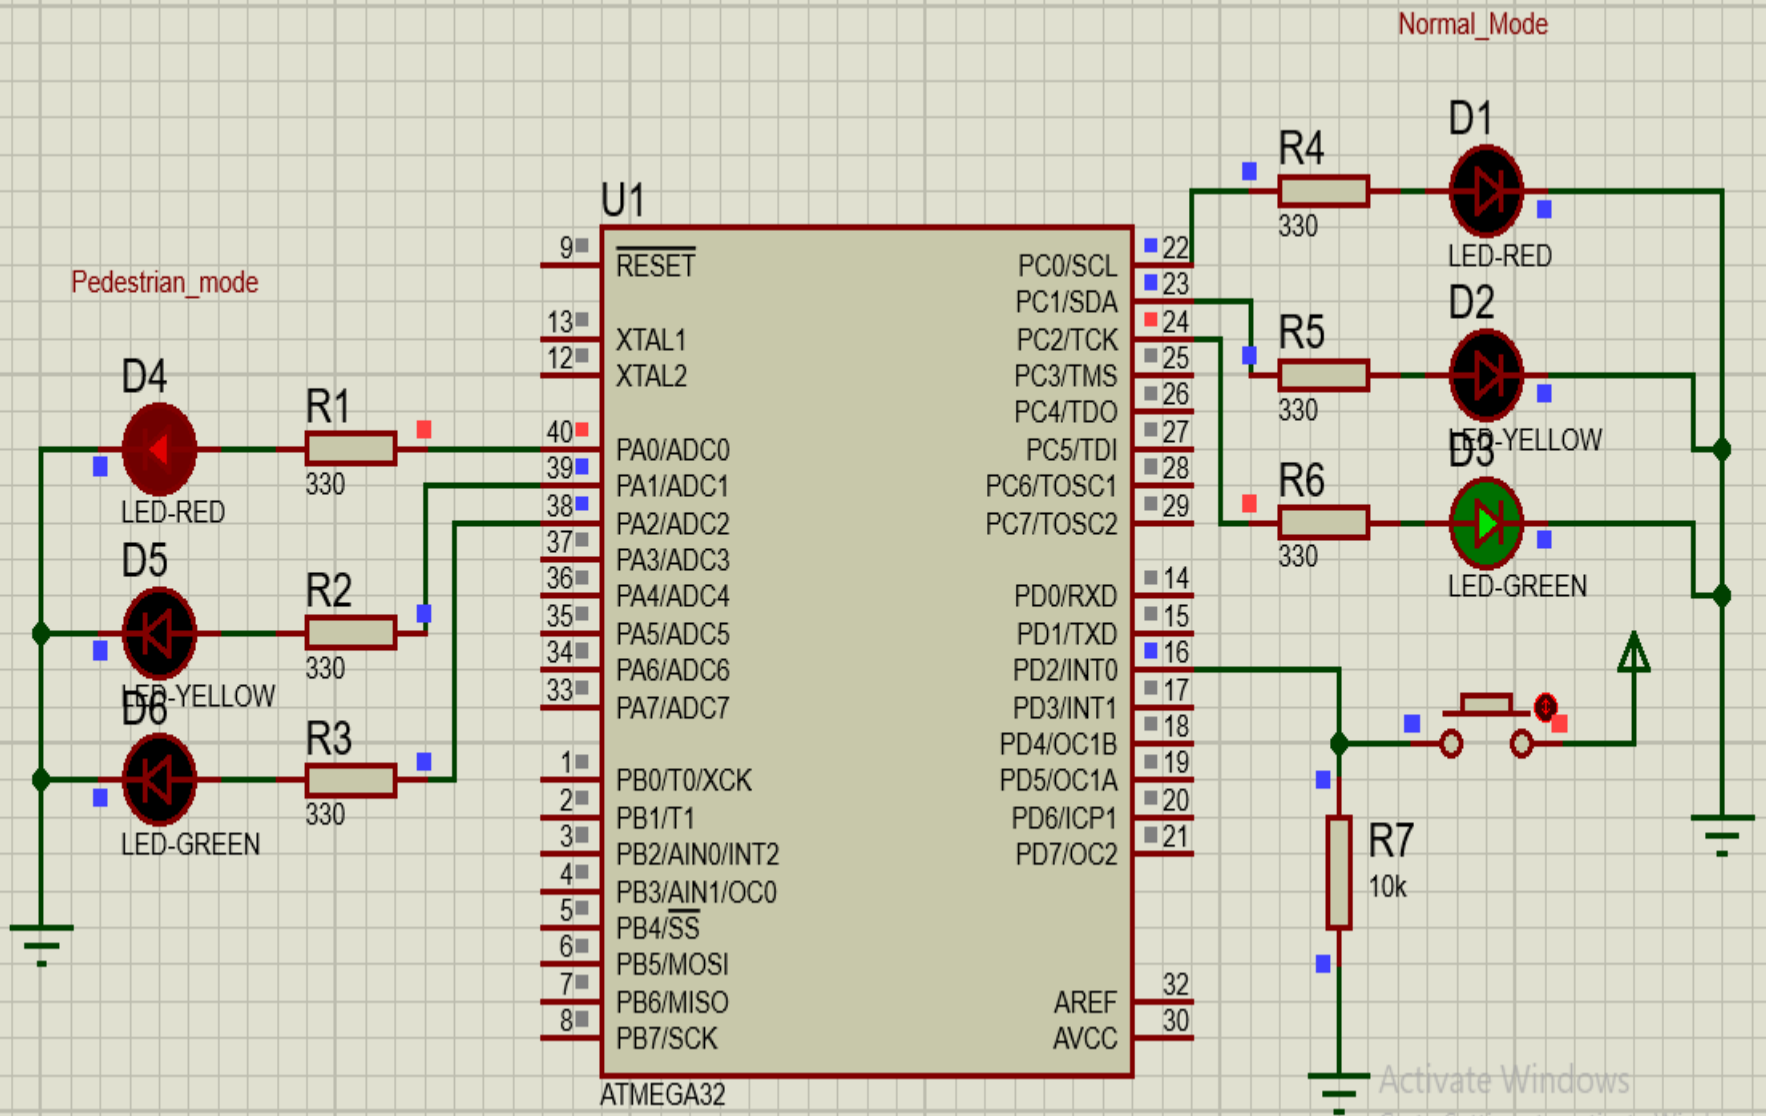 Normal_Mode
Pedestrian_mode
U1
D4
LED-RED
R1
330
D5
LED-YELLOW
R2
330
D6
LED-GREEN
R3
330
9
RESET
13
XTAL1
12
XTAL2
40
PA0/ADC0
39
PA1/ADC1
38
PA2/ADC2
37
PA3/ADC3
36
PA4/ADC4
35
PA5/ADC5
34
PA6/ADC6
33
PA7/ADC7
1
PB0/T0/XCK
2
PB1/T1
3
PB2/AIN0/INT2
4
PB3/AIN1/OC0
5
PB4/SS
6
PB5/MOSI
7
PB6/MISO
8
PB7/SCK
22
PC0/SCL
23
PC1/SDA
24
PC2/TCK
25
PC3/TMS
26
PC4/TDO
27
PC5/TDI
28
PC6/TOSC1
29
PC7/TOSC2
14
PD0/RXD
15
PD1/TXD
16
PD2/INT0
17
PD3/INT1
18
PD4/OC1B
19
PD5/OC1A
20
PD6/ICP1
21
PD7/OC2
32
AREF
30
AVCC
ATMEGA32
R4
330
D1
LED-RED
R5
330
D2
LED-YELLOW
R6
330
D3
LED-GREEN
R7
10k
Activate Windows